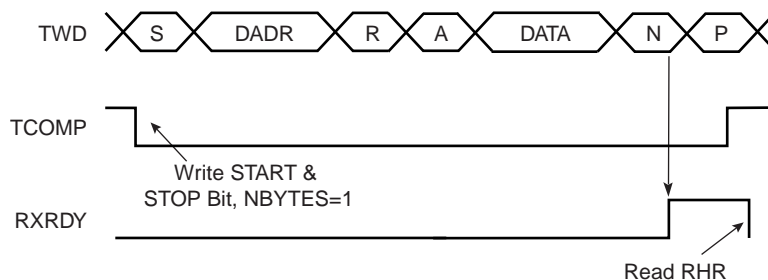 TWD S DADR R A DATA N P
TCOMP
Write START &
STOP Bit, NBYTES=1
RXRDY
Read RHR